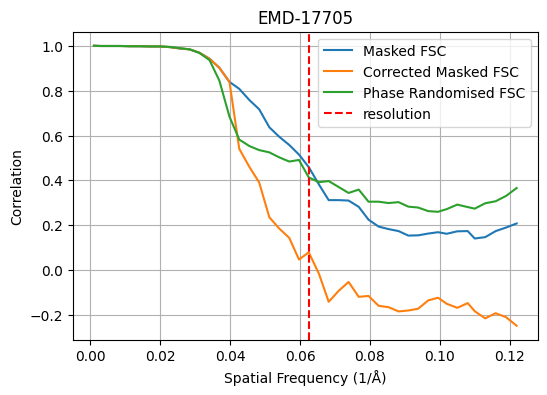 EMD-17705
Masked FSC
Corrected Masked FSC
Phase Randomised FSC
resolution
Correlation
1.0
0.8
0.6
0.4
0.2
0.0
−0.2
0.00 0.02 0.04 0.06 0.08 0.10 0.12
Spatial Frequency (1/Å)